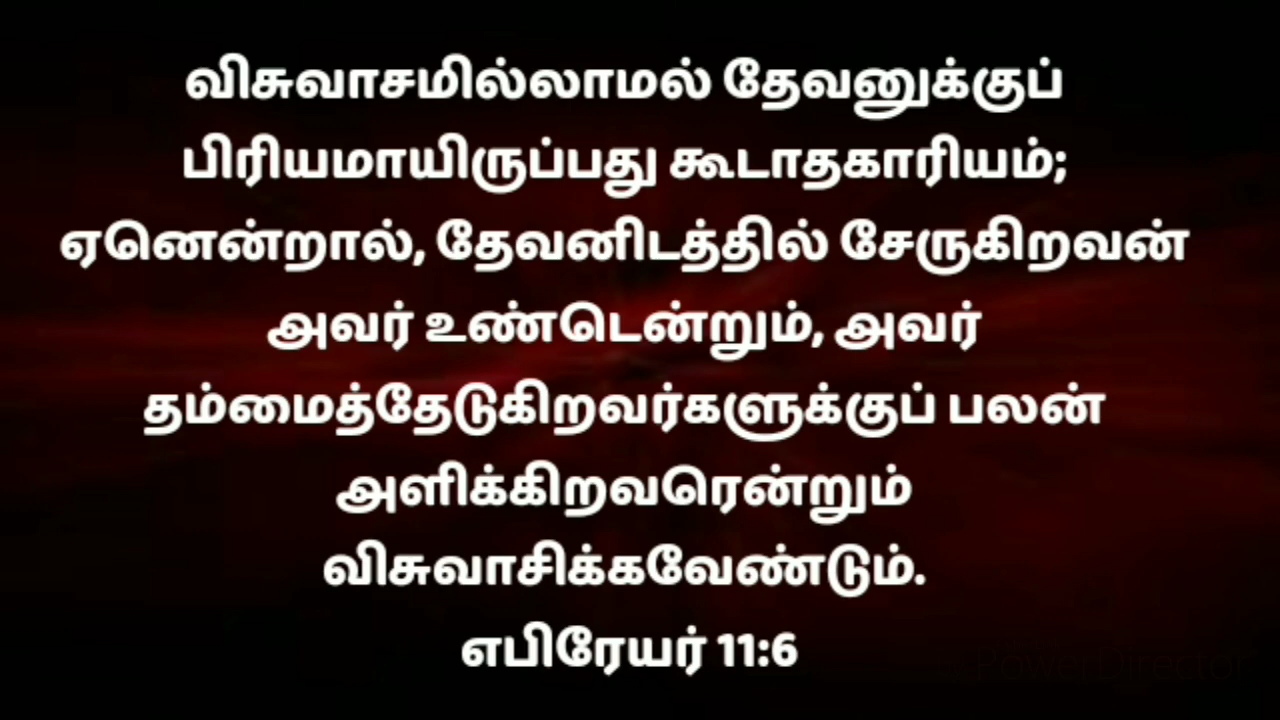 விசுவாசமில்லாமல் தேவனுக்குப்
பிரியமாயிருப்பது கூடாதகாரியம்;
ஏனென்றால், தேவனிடத்தில் சேருகிறவன்
அவர் உண்டென்றும், அவர்
தம்மைத்தேடுகிறவர்களுக்குப் பலன்
அளிக்கிறவரென்றும்
விசுவாசிக்கவேண்டும்.
எபிரேயர் 11:6
PowerDirector